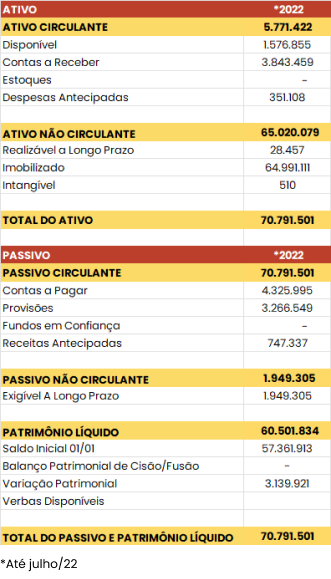 ATIVO *2022
ATIVO CIRCULANTE 5.771.422
Disponível 1.576.855
Contas a Receber 3.843.459
Estoques -
Despesas Antecipadas 351.108
ATIVO NÃO CIRCULANTE 65.020.079
Realizável a Longo Prazo 28.457
Imobilizado 64.991.111
Intangível 510
TOTAL DO ATIVO 70.791.501
PASSIVO *2022
PASSIVO CIRCULANTE 70.791.501
Contas a Pagar 4.325.995
Provisões 3.266.549
Fundos em Confiança -
Receitas Antecipadas 747.337
PASSIVO NÃO CIRCULANTE 1.949.305
Exigível A Longo Prazo 1.949.305
PATRIMÔNIO LÍQUIDO 60.501.834
Saldo Inicial 01/01 57.361.913
Balanço Patrimonial de Cisão/Fusão -
Variação Patrimonial 3.139.921
Verbas Disponíveis
TOTAL DO PASSIVO E PATRIMÔNIO LÍQUIDO 70.791.501
*Até julho/22